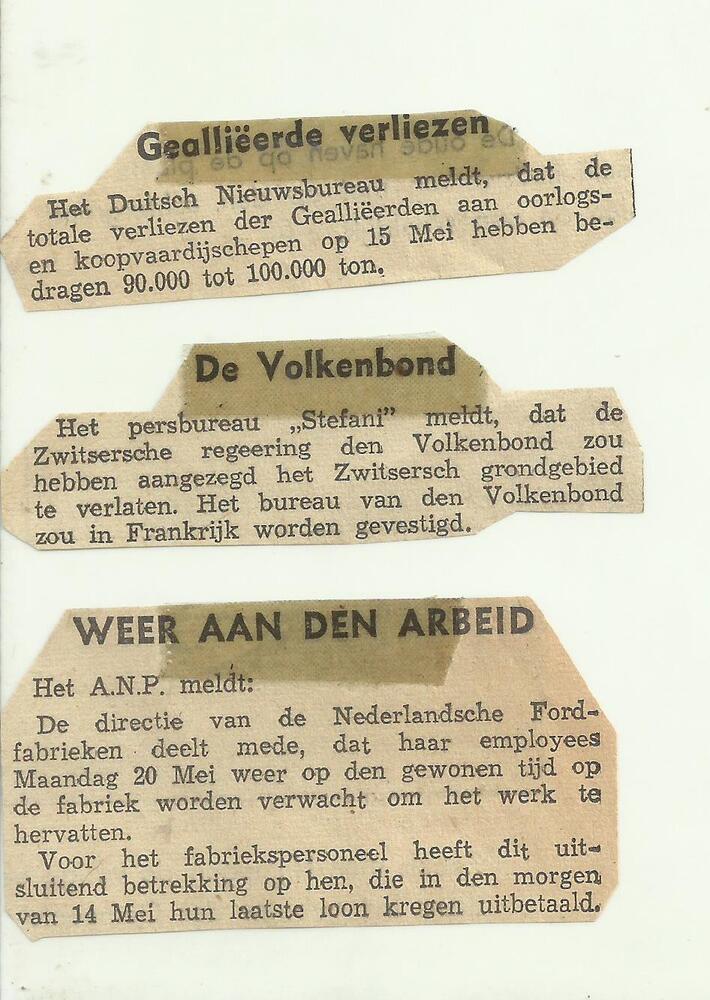 Gealliëerde verliezen
Het Duitsch Nieuwsbureau meldt, dat de
totale verliezen der Gealliëerden aan oorlogs-
en koopvaardijschepen op 15 Mei hebben be-
dragen 90.000 tot 100.000 ton.
De Volkenbond
Het persbureau „Stefani” meldt, dat de
Zwitsersche regeering den Volkenbond zou
hebben aangezegd het Zwitsersch grondgebied
te verlaten. Het bureau van den Volkenbond
zou in Frankrijk worden gevestigd.
WEER AAN DEN ARBEID
Het A.N.P. meldt:
De directie van de Nederlandsche Ford-
fabrieken deelt mede, dat haar employees
Maandag 20 Mei weer op den gewonen tijd op
de fabriek worden verwacht om het werk te
hervatten.
Voor het fabriekspersoneel heeft dit uit-
sluitend betrekking op hen, die in den morgen
van 14 Mei hun laatste loon kregen uitbetaald.